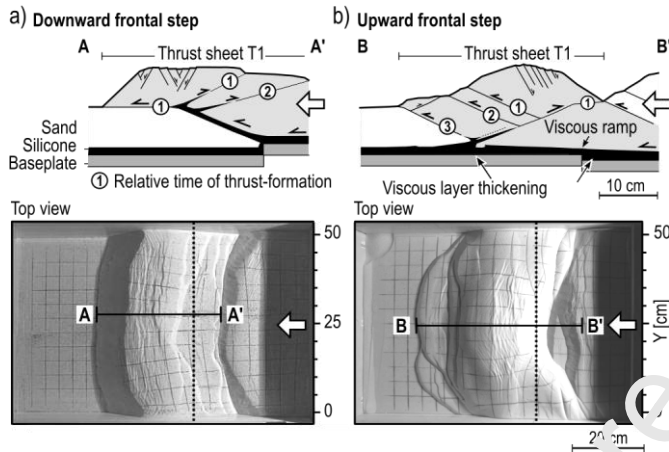 a) Downward frontal step
A A'
Thrust sheet T1
1
2
1
Sand
Silicone
Baseplate
① Relative time of thrust-formation
Top view
50
25
0
A A'
b) Upward frontal step
B B'
Thrust sheet T1
1
1
2
3
Viscous ramp
Viscous layer thickening
10 cm
Top view
50
25
B B'
Y [cm]
20 cm